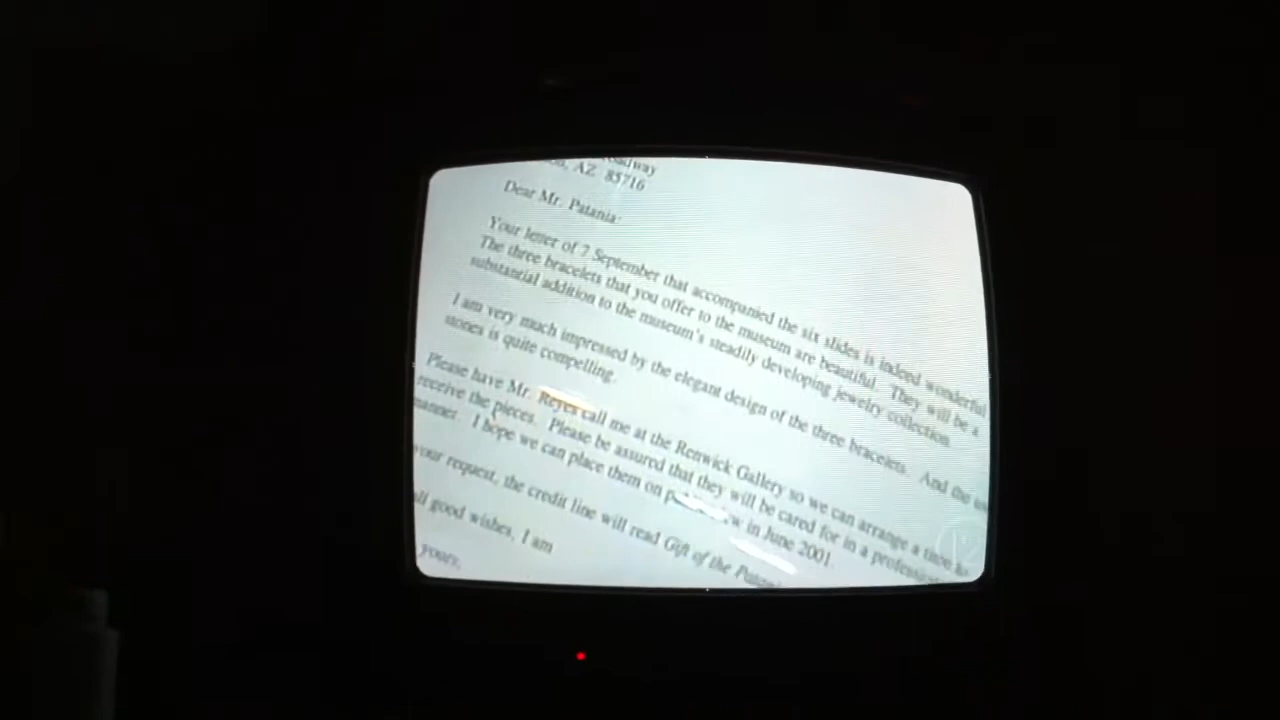 AZ 85716
Dear Mr. Patania:
Your letter of 7 September that accompanied the six slides is indeed wonderful
The three bracelets that you offer to the museum are beautiful. They will be a
substantial addition to the museum's steadily developing jewelry collection.
I am very much impressed by the elegant design of the three bracelets. And the
stones is quite compelling.
Please have Mr. Reyes call me at the Renwick Gallery so we can arrange a time to
receive the pieces. Please be assured that they will be cared for in a
manner. I hope we can place them on in June 2001.
your request, the credit line will read Gift of the
good wishes, I am
yours,
12